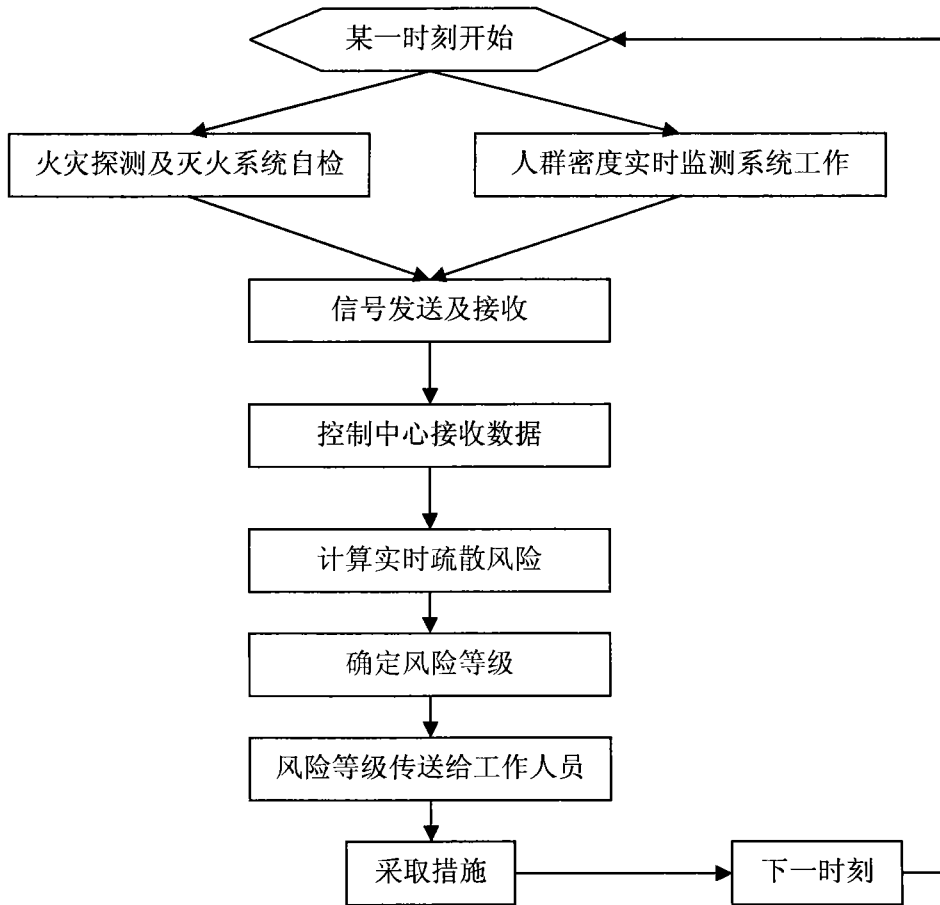 某一时刻开始
火灾探测及灭火系统自检
人群密度实时监测系统工作
信号发送及接收
控制中心接收数据
计算实时疏散风险
确定风险等级
风险等级传送给工作人员
采取措施
下一时刻